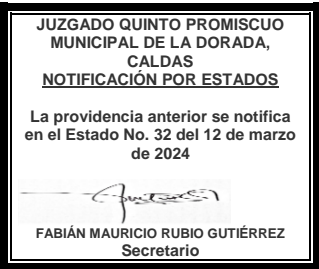 JUZGADO QUINTO PROMISCUO
MUNICIPAL DE LA DORADA,
CALDAS
NOTIFICACIÓN POR ESTADOS
La providencia anterior se notifica
en el Estado No. 32 del 12 de marzo
de 2024
FABIÁN MAURICIO RUBIO GUTIÉRREZ
Secretario